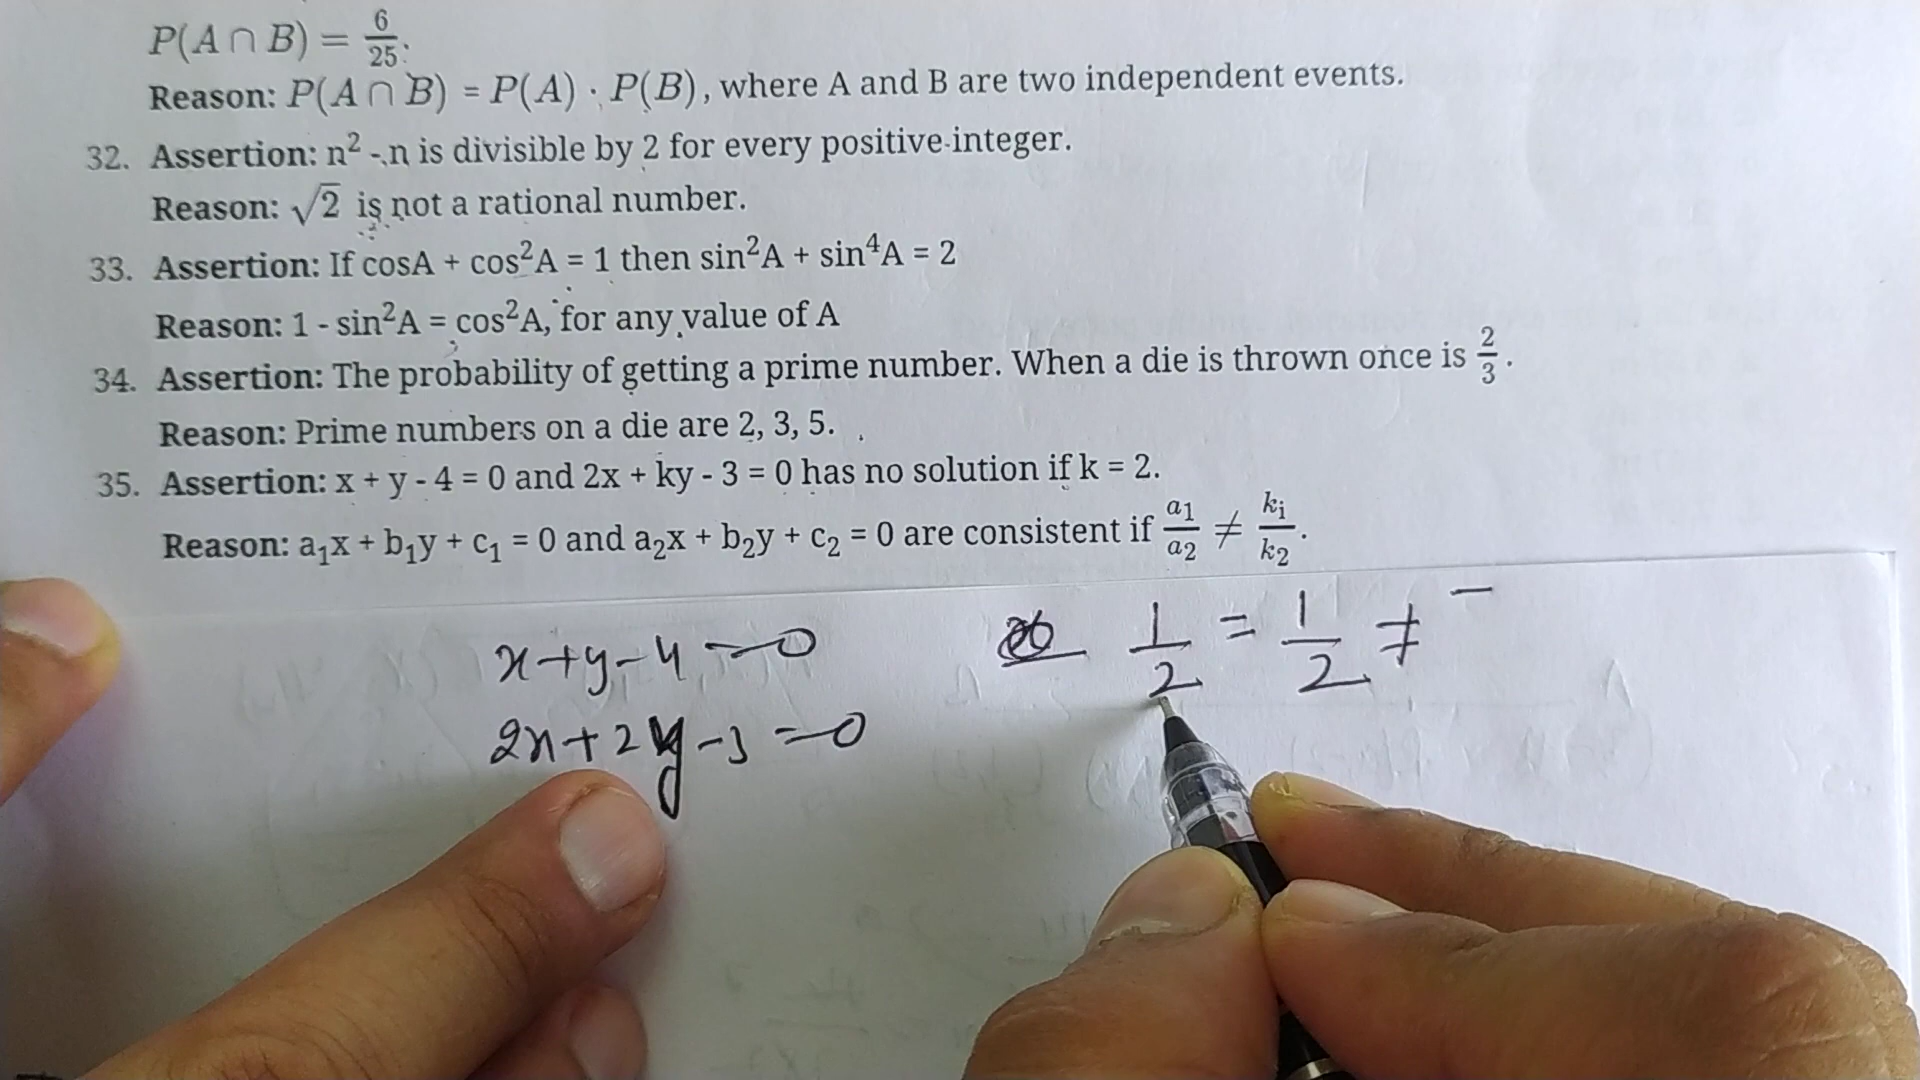 P(A ∩ B) = 6/25.
Reason: P(A ∩ B) = P(A) · P(B), where A and B are two independent events.
32. Assertion: n² - n is divisible by 2 for every positive integer.
Reason: √2 is not a rational number.
33. Assertion: If cosA + cos²A = 1 then sin²A + sin⁴A = 2
Reason: 1 - sin²A = cos²A, for any value of A
34. Assertion: The probability of getting a prime number. When a die is thrown once is 2/3.
Reason: Prime numbers on a die are 2, 3, 5.
35. Assertion: x + y - 4 = 0 and 2x + ky - 3 = 0 has no solution if k = 2.
Reason: a₁x + b₁y + c₁ = 0 and a₂x + b₂y + c₂ = 0 are consistent if a₁/a₂ ≠ kᵢ/k₂.
x+y-4=0 1/2 = 1/2 ≠ -
2x+2y-3=0